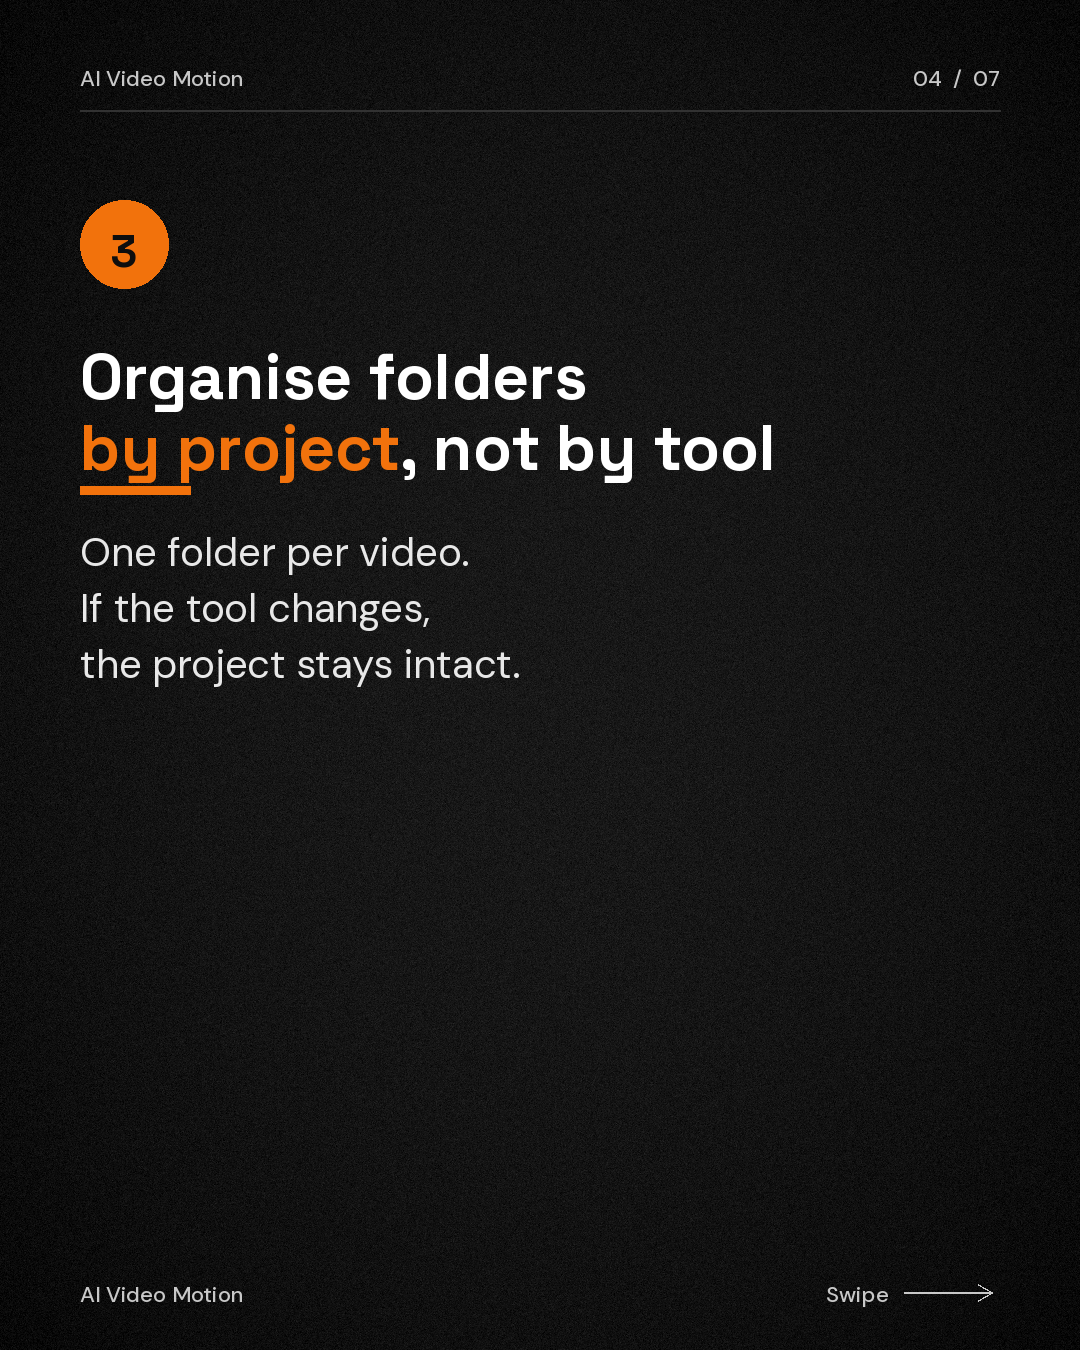 AI Video Motion
04 / 07
3
Organise folders
by project, not by tool
One folder per video.
If the tool changes,
the project stays intact.
AI Video Motion
Swipe